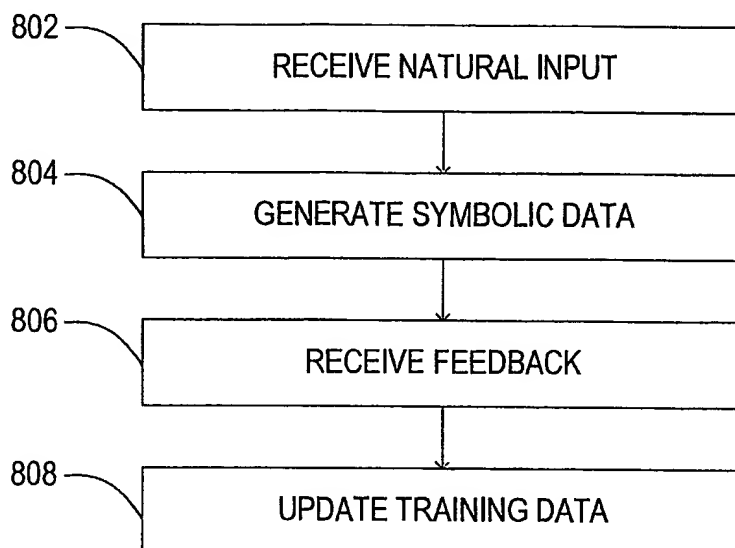 802
RECEIVE NATURAL INPUT
804
GENERATE SYMBOLIC DATA
806
RECEIVE FEEDBACK
808
UPDATE TRAINING DATA